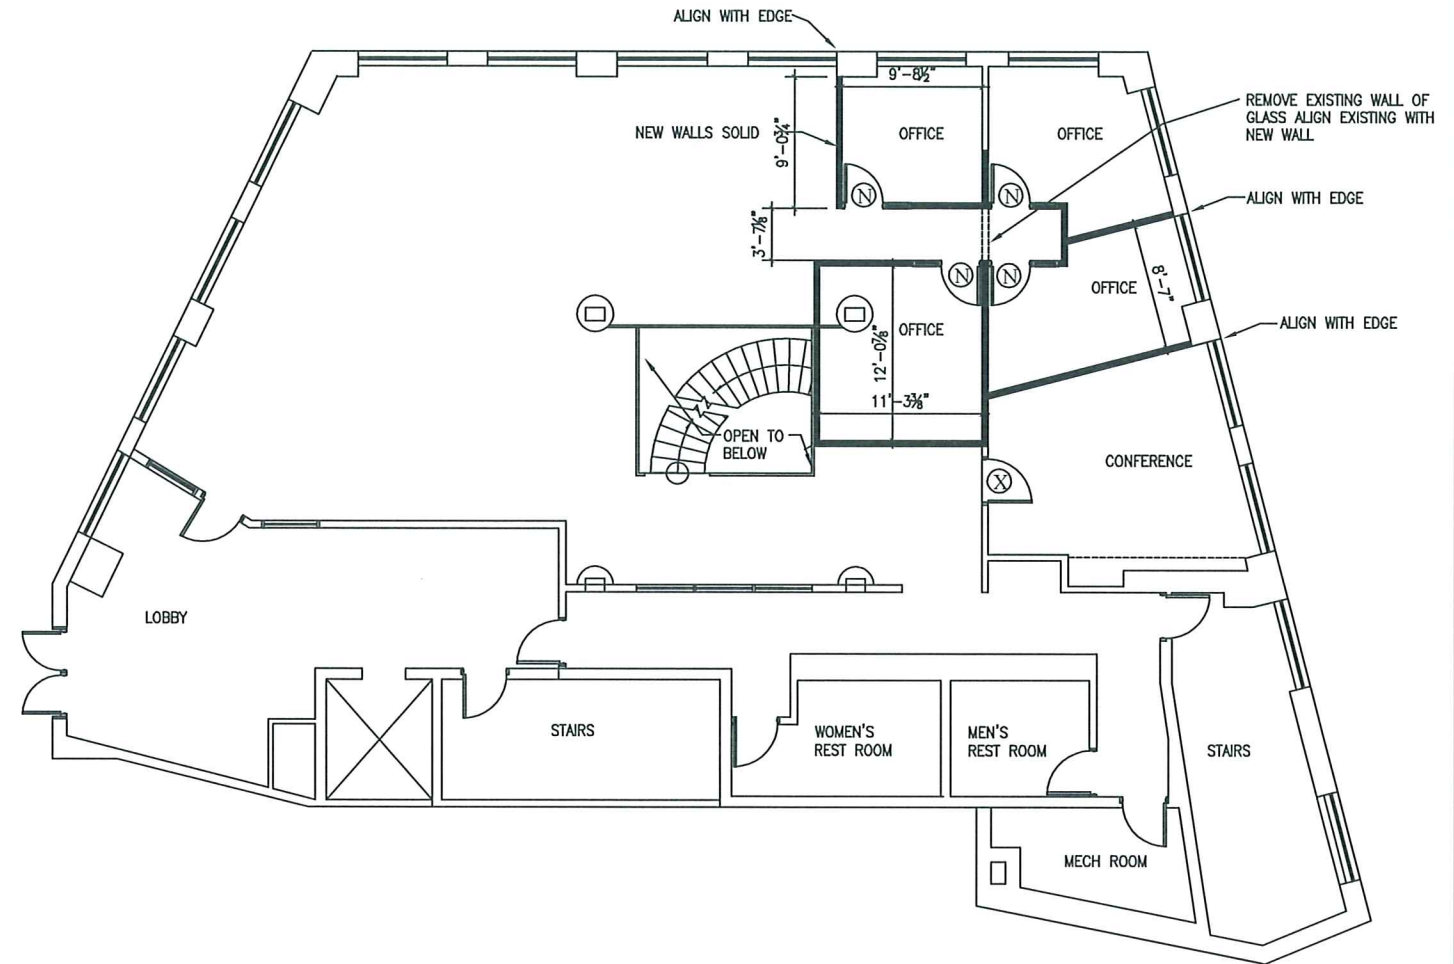 ALIGN WITH EDGE
9'-8½"
REMOVE EXISTING WALL OF
GLASS ALIGN EXISTING WITH
NEW WALL
NEW WALLS SOLID
9'-0¾"
OFFICE
OFFICE
N
N
ALIGN WITH EDGE
3'-7⅞"
N
N
OFFICE
8'-7"
OFFICE
ALIGN WITH EDGE
12'-0⅞"
11'-3⅜"
OPEN TO
BELOW
CONFERENCE
X
LOBBY
STAIRS
WOMEN'S
REST ROOM
MEN'S
REST ROOM
STAIRS
MECH ROOM